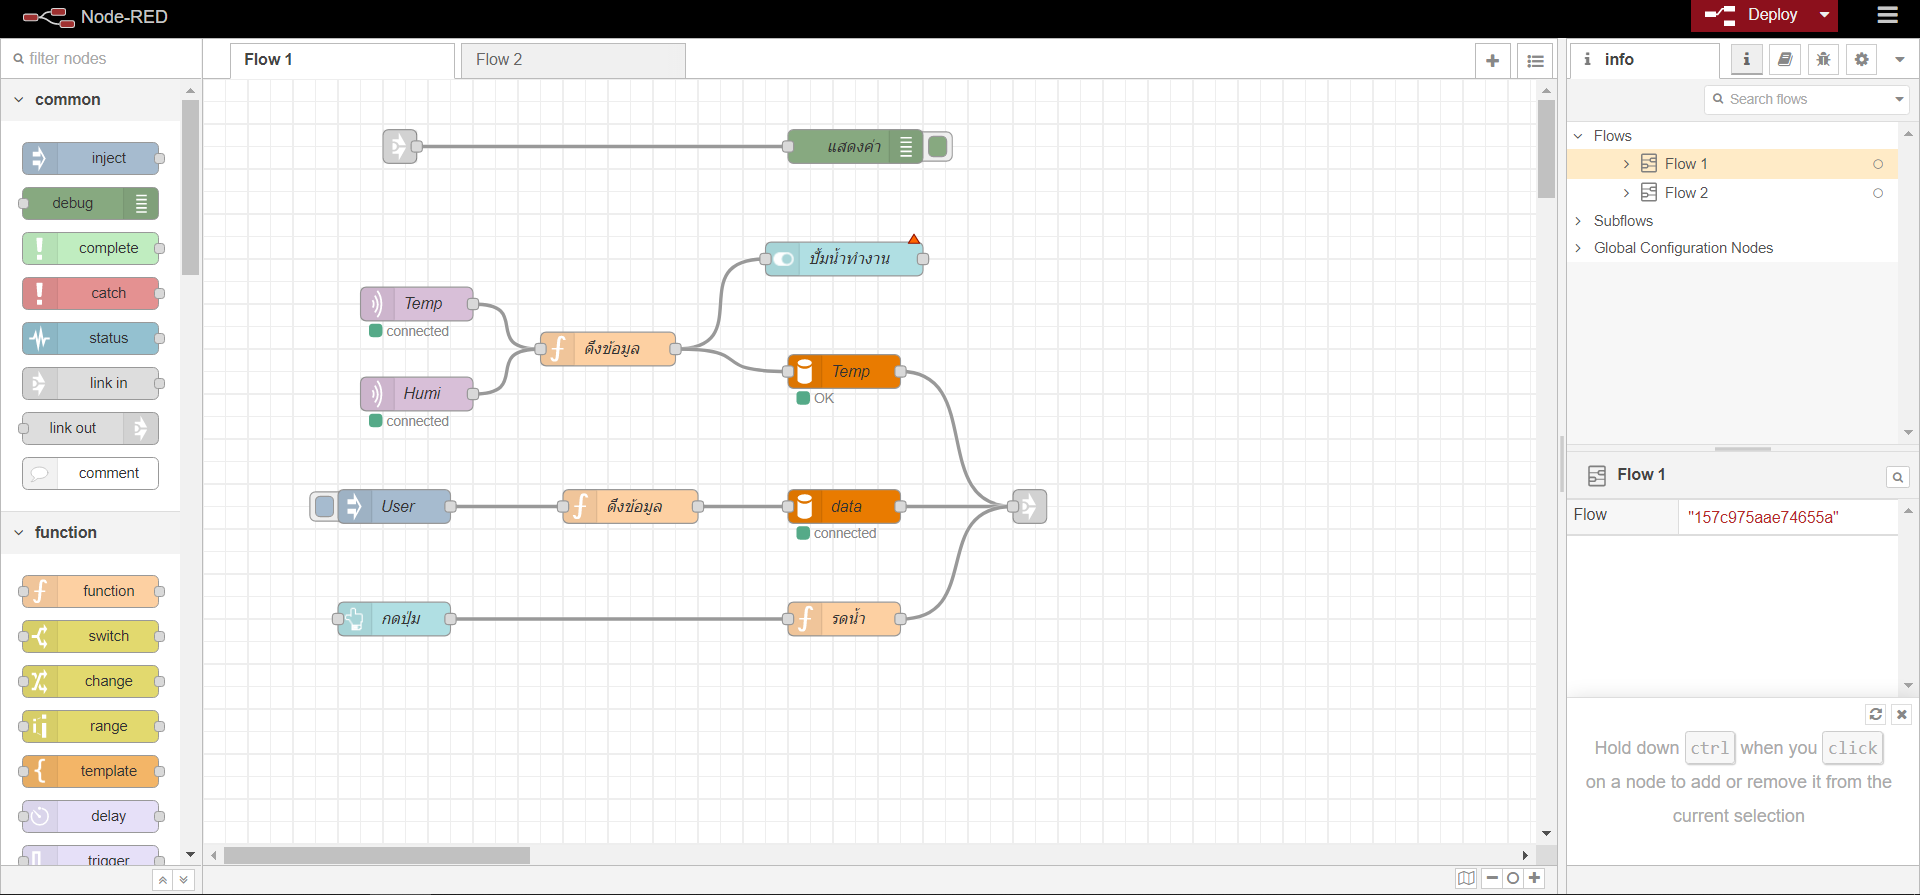 Node-RED
Deploy
filter nodes
Flow 1
Flow 2
i info
i
common
Search flows
inject
debug
complete
catch
status
link in
link out
comment
function
function
switch
change
range
template
delay
trigger
แสดงค่า
ปั้มน้ำทำงาน
Temp
connected
ดึงข้อมูล
Temp
OK
Humi
connected
User
ดึงข้อมูล
data
connected
กดปุ่ม
รดน้ำ
Flows
Flow 1
Flow 2
Subflows
Global Configuration Nodes
Flow 1
Flow "157c975aae74655a"
Hold down ctrl when you click
on a node to add or remove it from the
current selection